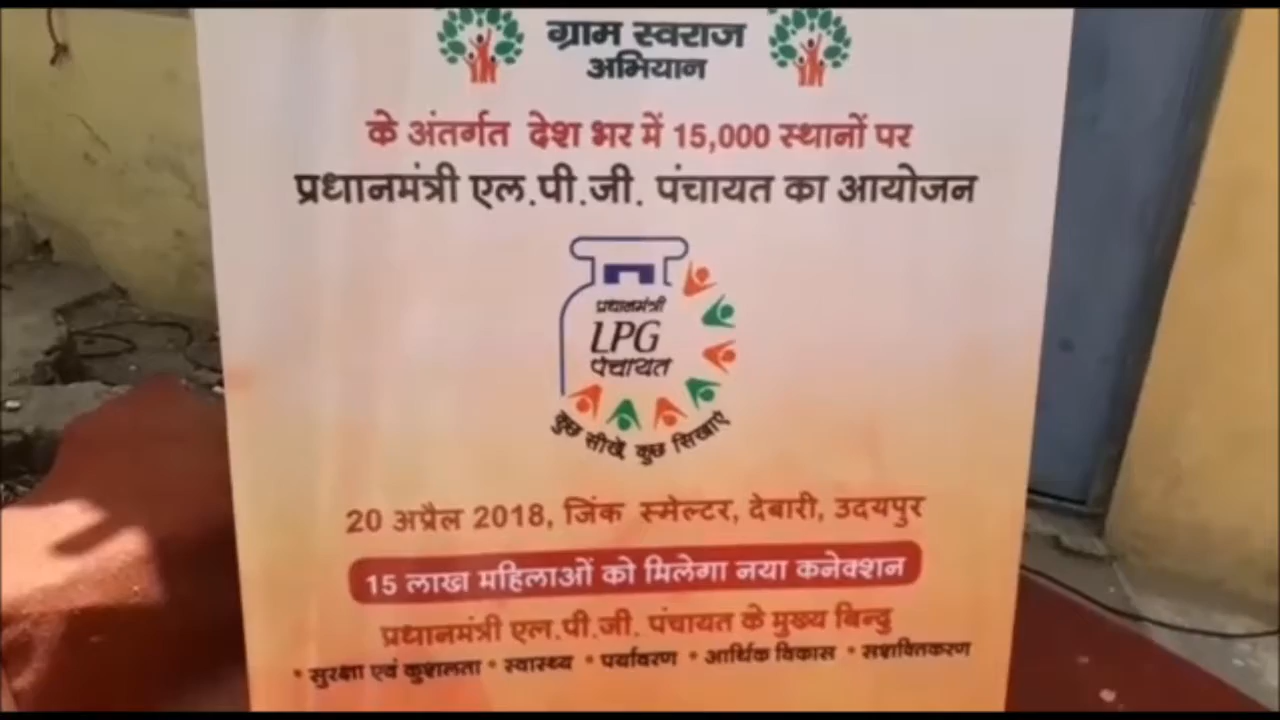 ग्राम स्वराज
अभियान
के अंतर्गत देश भर में 15,000 स्थानों पर
प्रधानमंत्री एल.पी.जी. पंचायत का आयोजन
प्रधानमंत्री
LPG
पंचायत
कुछ सीखें, कुछ सिखाएं
20 अप्रैल 2018, जिंक स्मेल्टर, देबारी, उदयपुर
15 लाख महिलाओं को मिलेगा नया कनेक्शन
प्रधानमंत्री एल.पी.जी. पंचायत के मुख्य बिन्दु
* सुरक्षा एवं कुशलता * स्वास्थ्य * पर्यावरण * आर्थिक विकास * सशक्तिकरण